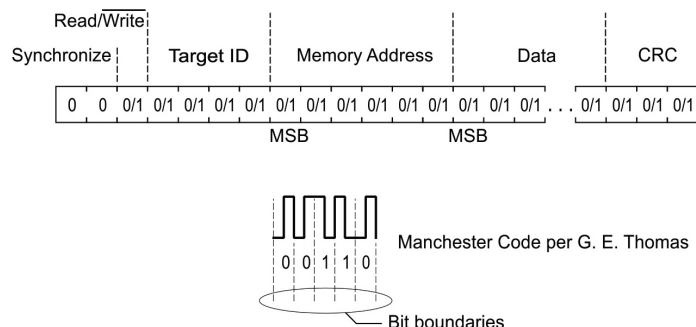 Read/Write
Synchronize Target ID Memory Address Data CRC
0 0 0/1 0/1 0/1 0/1 0/1 0/1 0/1 0/1 0/1 0/1 0/1 0/1 0/1 0/1 ... 0/1 0/1 0/1 0/1
MSB MSB
Manchester Code per G. E. Thomas
0 0 1 1 0
Bit boundaries